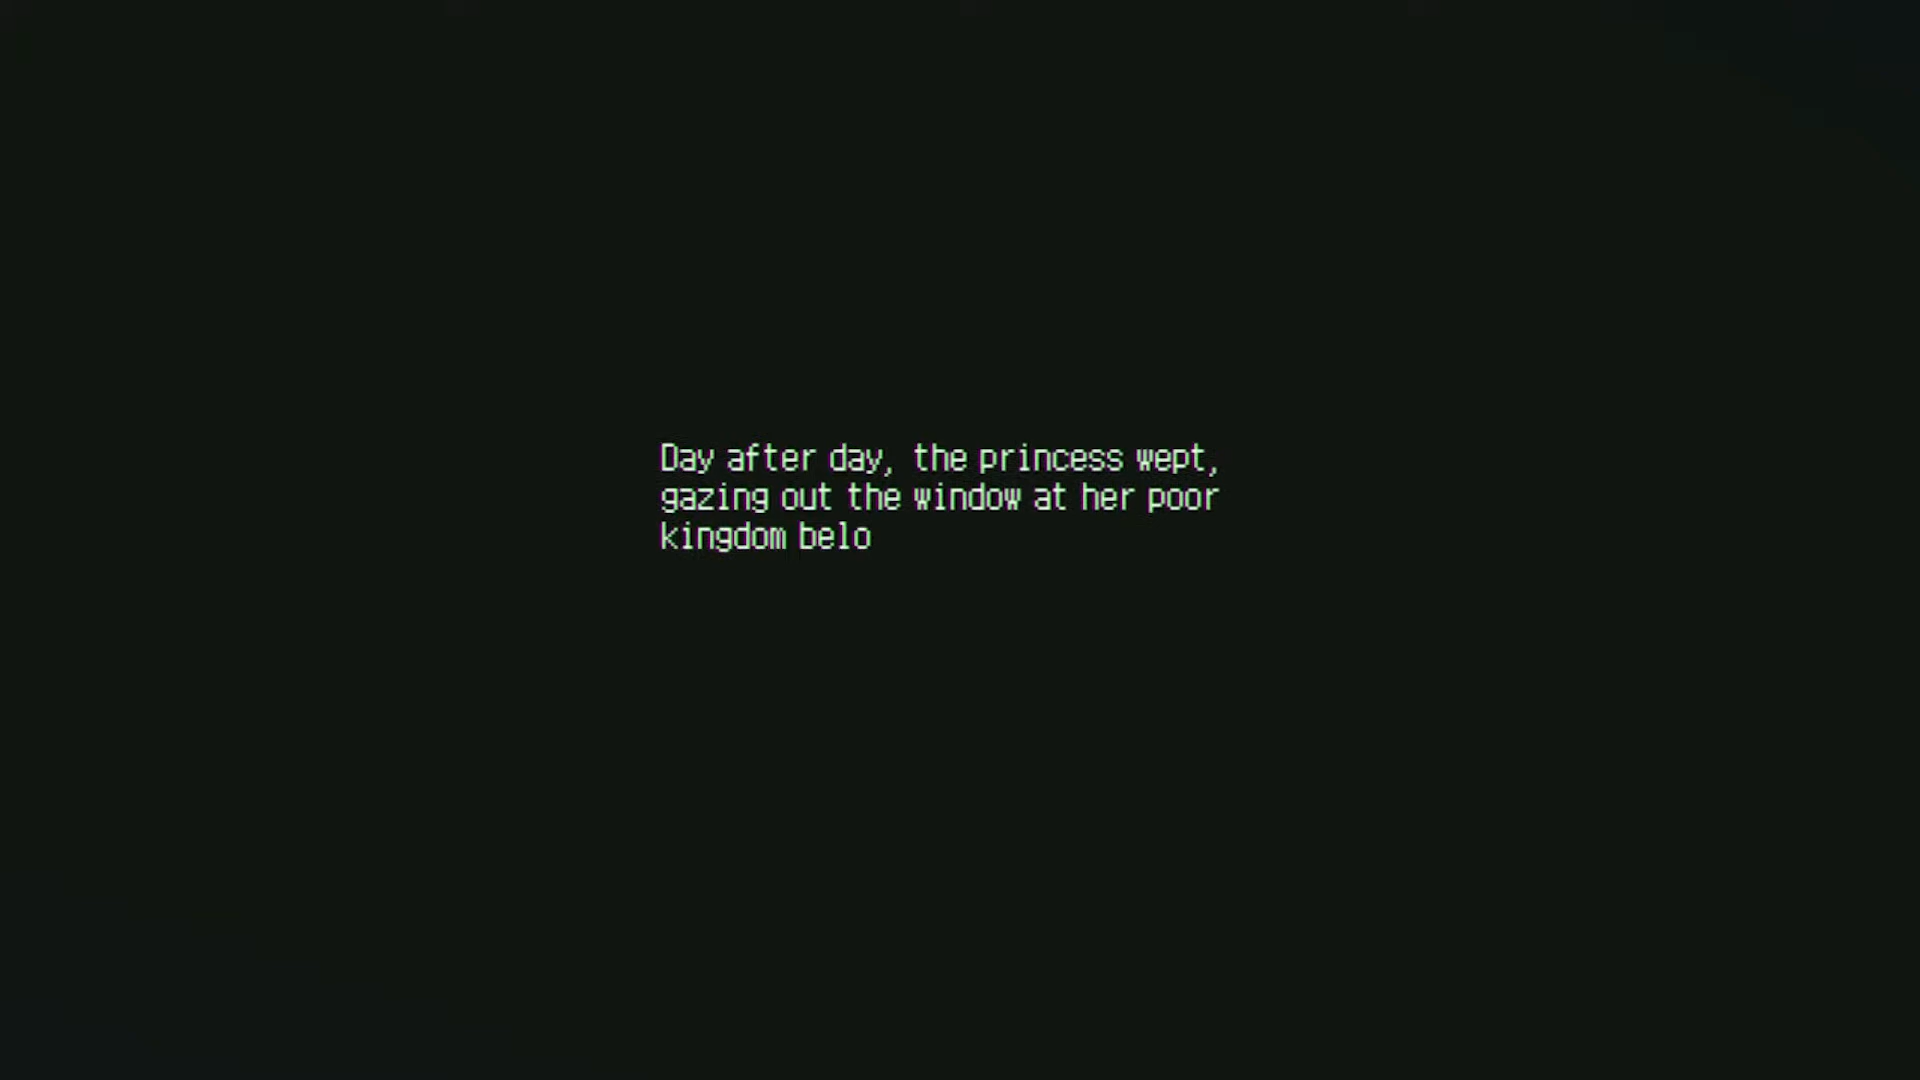 Day after day, the princess wept,
gazing out the window at her poor
kingdom belo